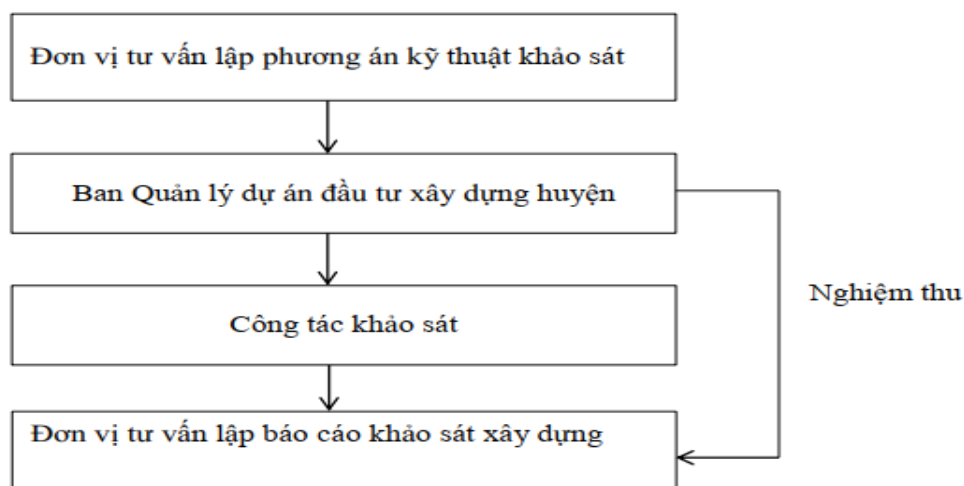 Đơn vị tư vấn lập phương án kỹ thuật khảo sát
Ban Quản lý dự án đầu tư xây dựng huyện
Nghiệm thu
Công tác khảo sát
Đơn vị tư vấn lập báo cáo khảo sát xây dựng